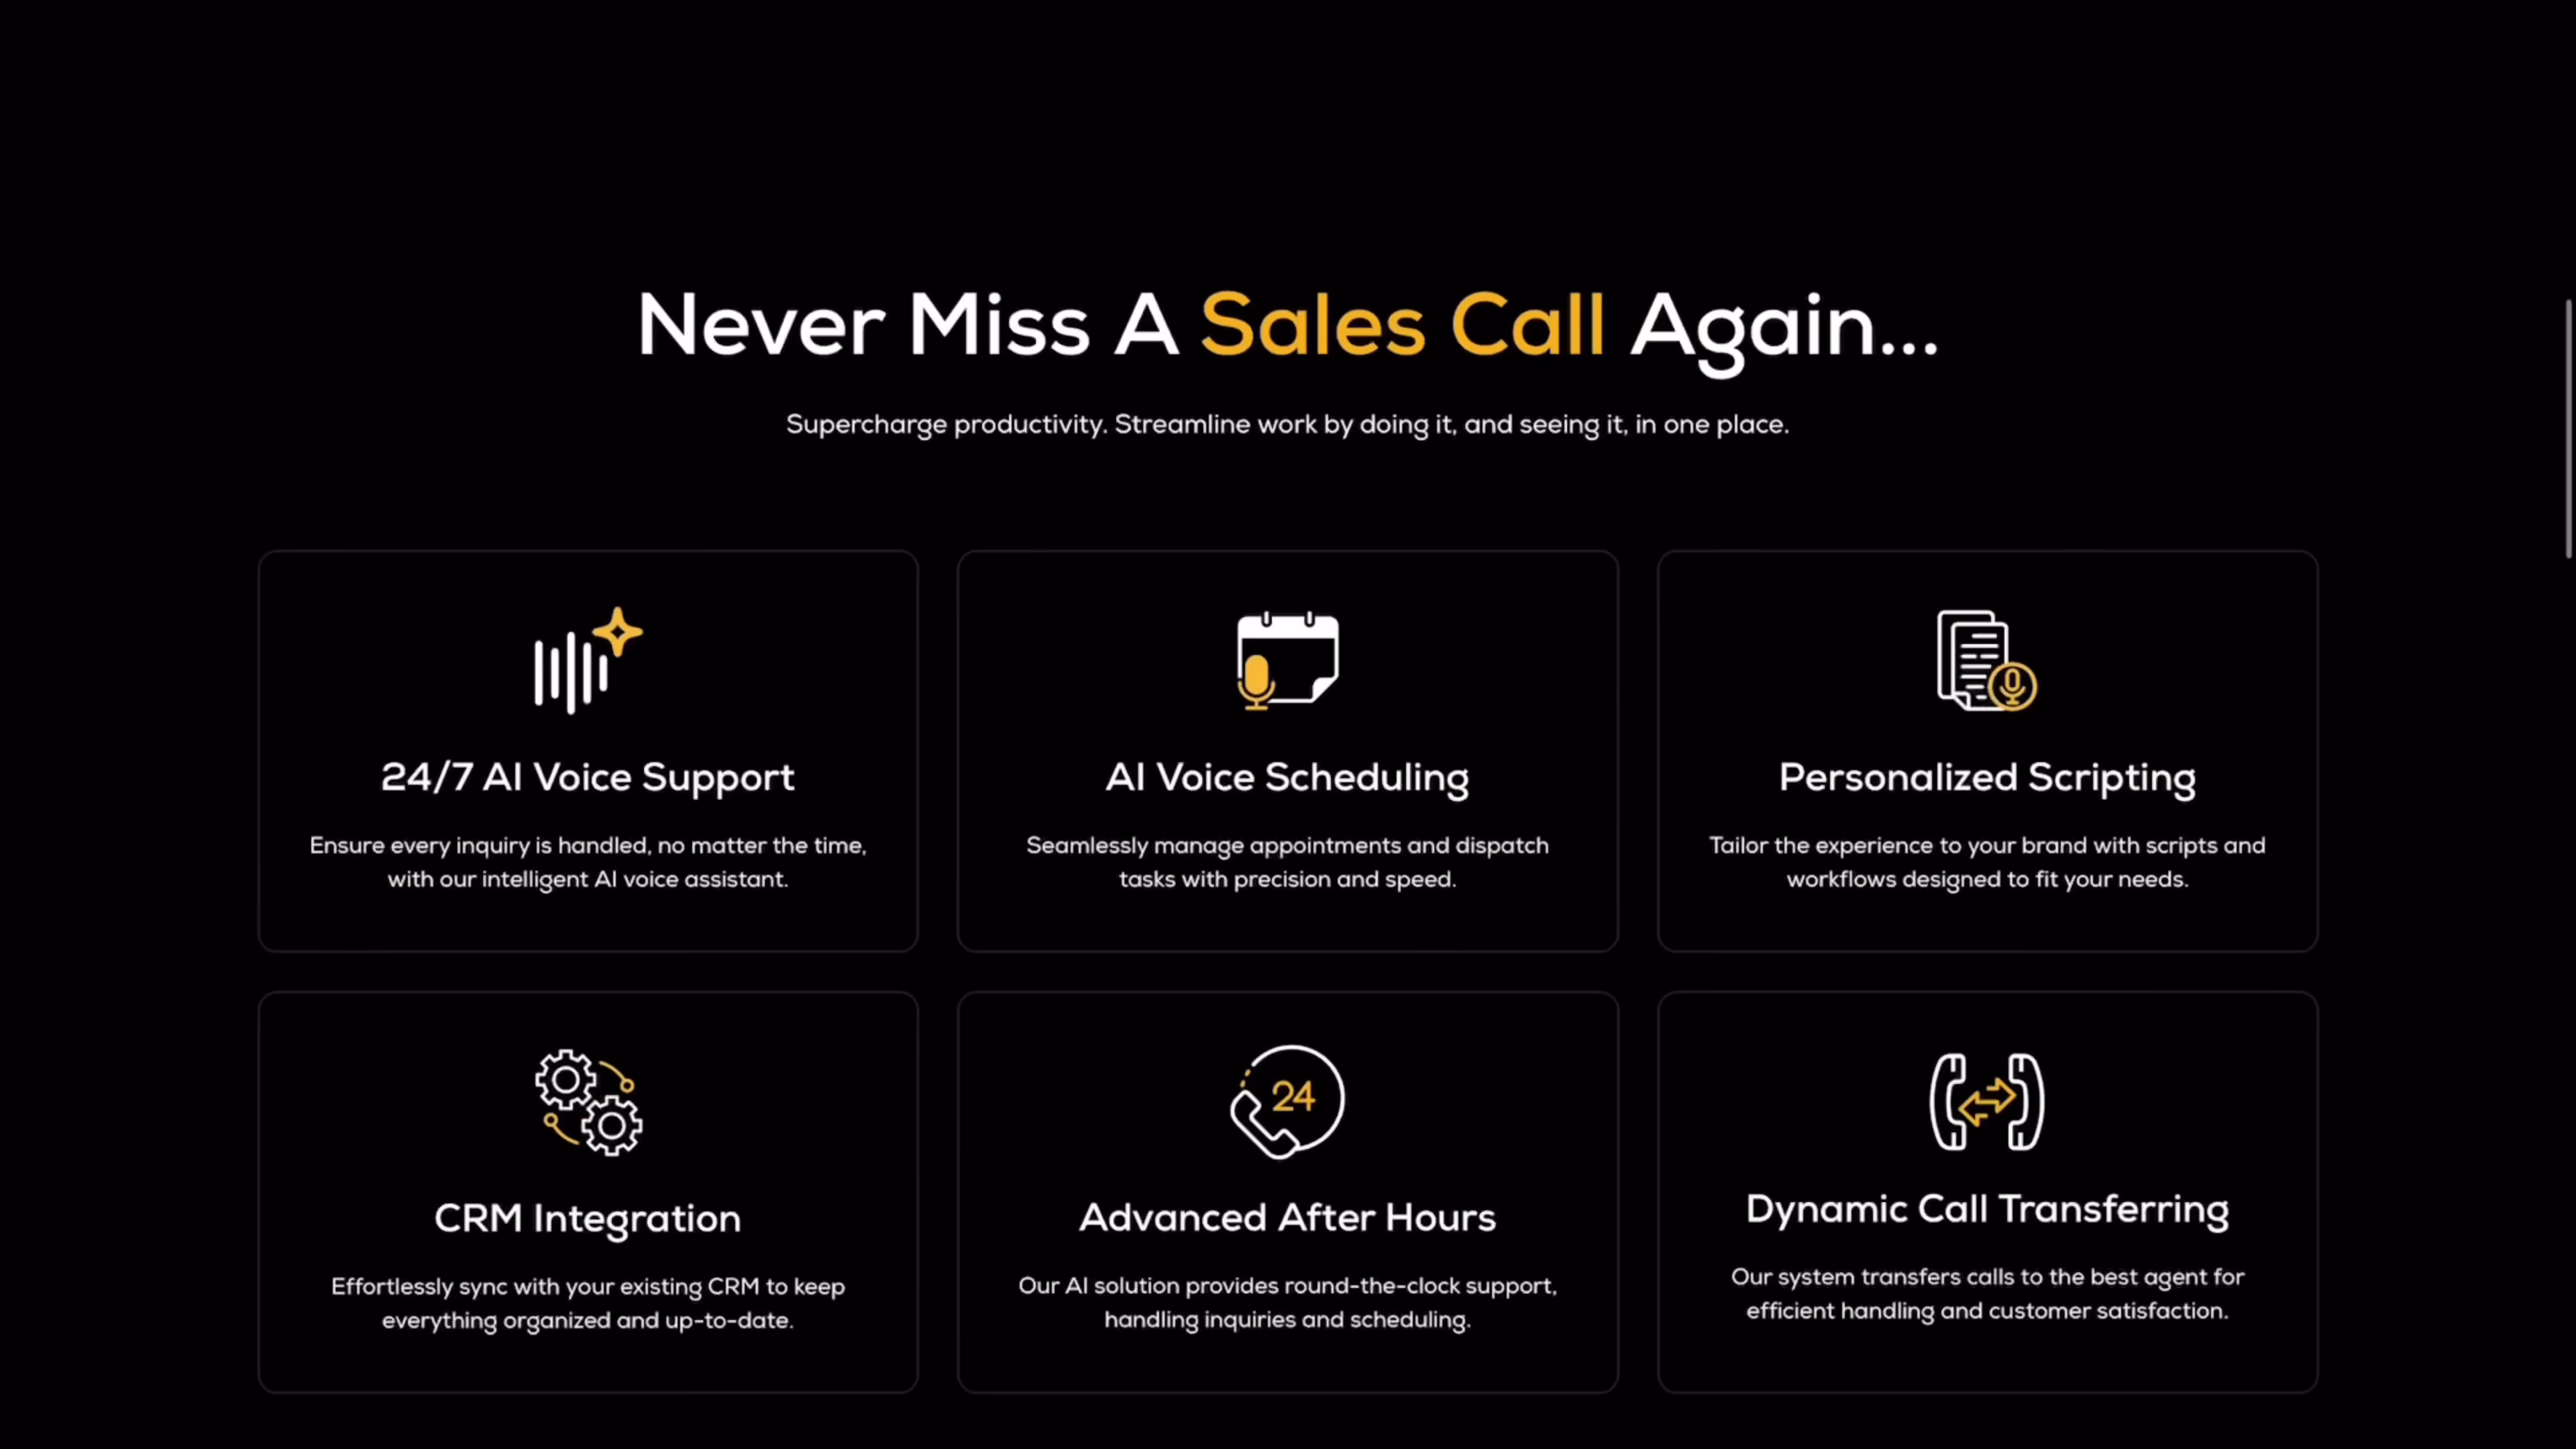 Never Miss A Sales Call Again...
Supercharge productivity. Streamline work by doing it, and seeing it, in one place.
24/7 AI Voice Support
Ensure every inquiry is handled, no matter the time,
with our intelligent AI voice assistant.
AI Voice Scheduling
Seamlessly manage appointments and dispatch
tasks with precision and speed.
Personalized Scripting
Tailor the experience to your brand with scripts and
workflows designed to fit your needs.
CRM Integration
Effortlessly sync with your existing CRM to keep
everything organized and up-to-date.
24
Advanced After Hours
Our AI solution provides round-the-clock support,
handling inquiries and scheduling.
Dynamic Call Transferring
Our system transfers calls to the best agent for
efficient handling and customer satisfaction.